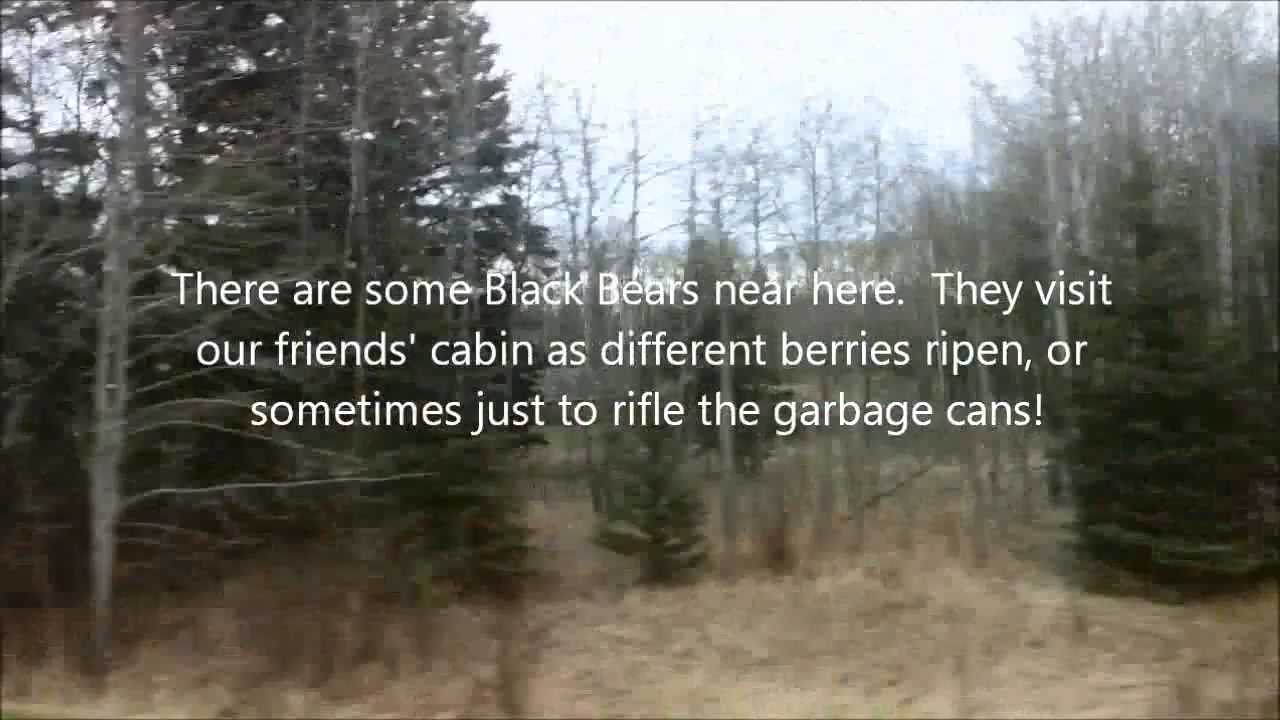 There are some Black Bears near here.  They visit
our friends' cabin as different berries ripen, or
sometimes just to rifle the garbage cans!